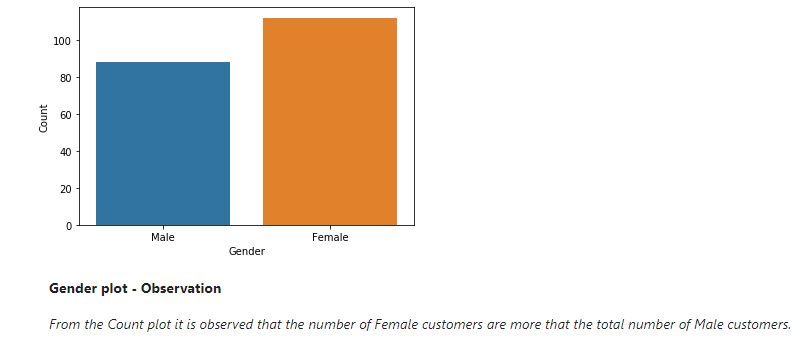 100
80
60
40
20
0
Count
Male Female
Gender
Gender plot - Observation
From the Count plot it is observed that the number of Female customers are more that the total number of Male customers.